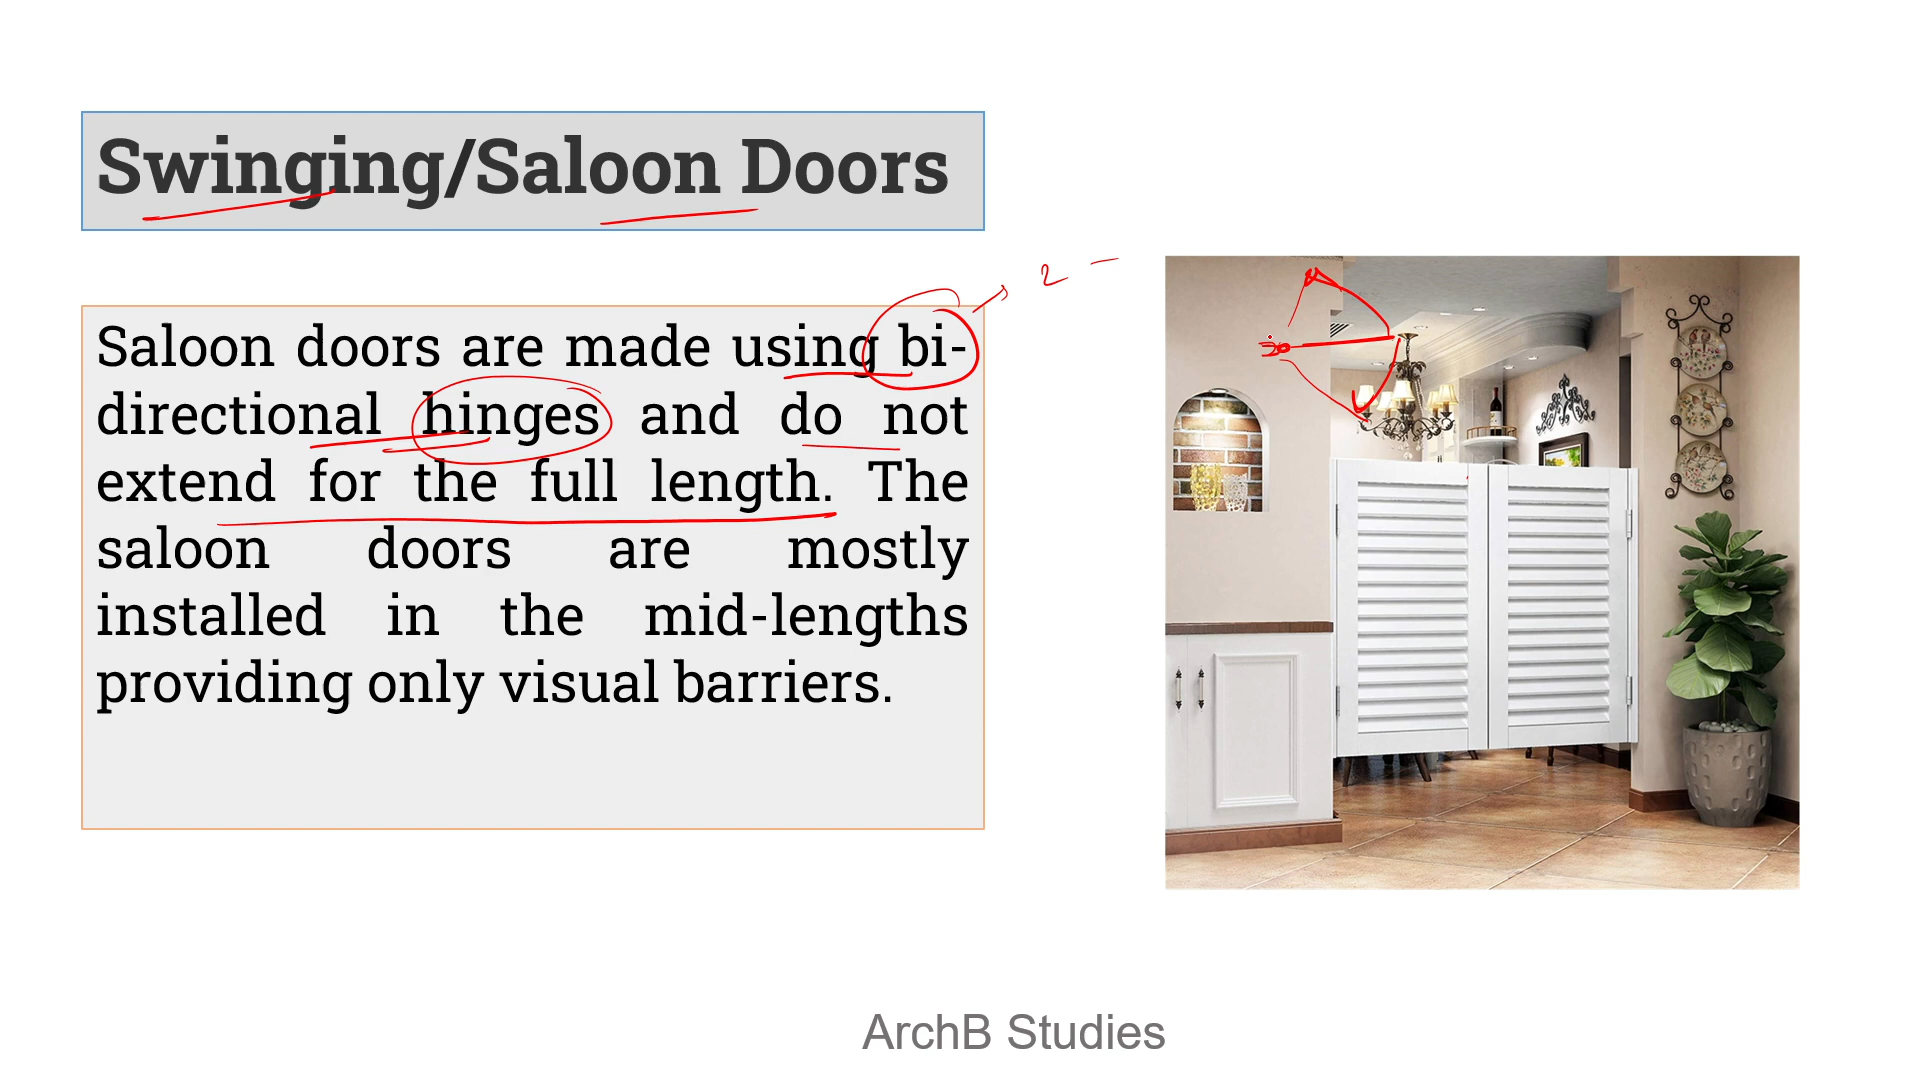 Swinging/Saloon Doors
2 -
Saloon doors are made using bi-
directional hinges and do not
extend for the full length. The
saloon doors are mostly
installed in the mid-lengths
providing only visual barriers.
ArchB Studies